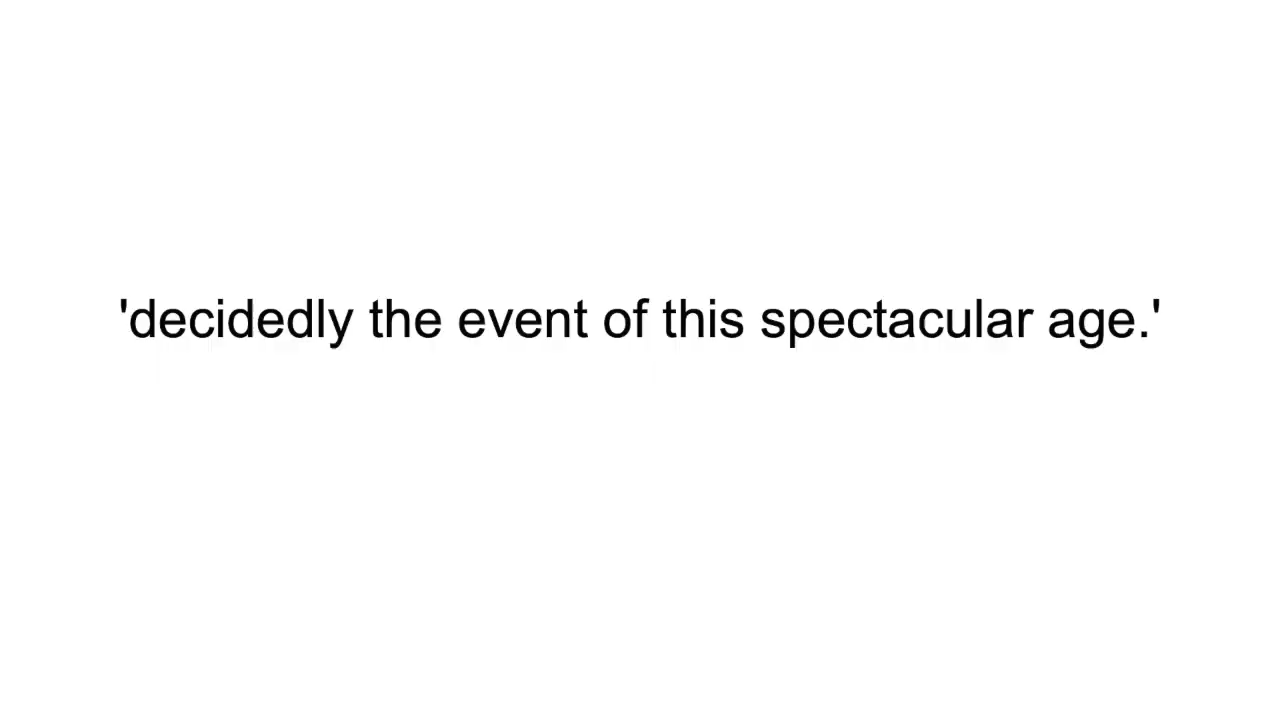 'decidedly the event of this spectacular age.'